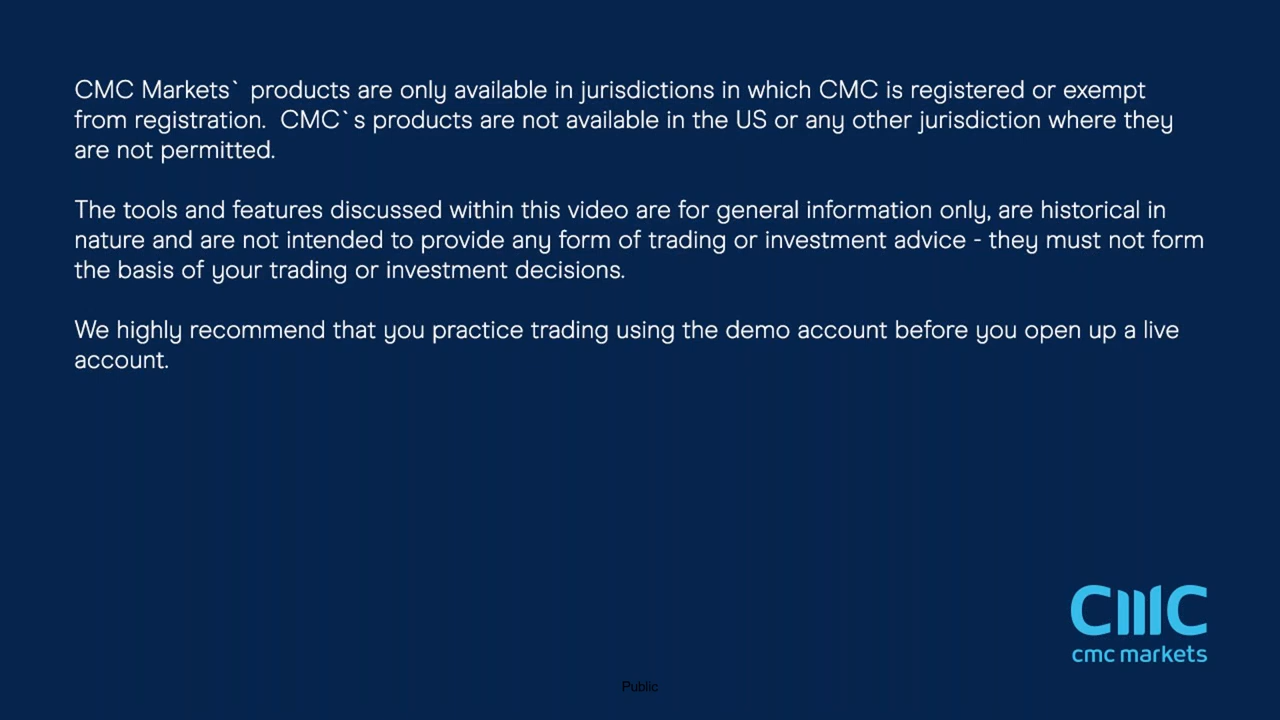 CMC Markets` products are only available in jurisdictions in which CMC is registered or exempt
from registration.  CMC`s products are not available in the US or any other jurisdiction where they
are not permitted.
The tools and features discussed within this video are for general information only, are historical in
nature and are not intended to provide any form of trading or investment advice - they must not form
the basis of your trading or investment decisions.
We highly recommend that you practice trading using the demo account before you open up a live
account.
CMC
cmc markets
Public